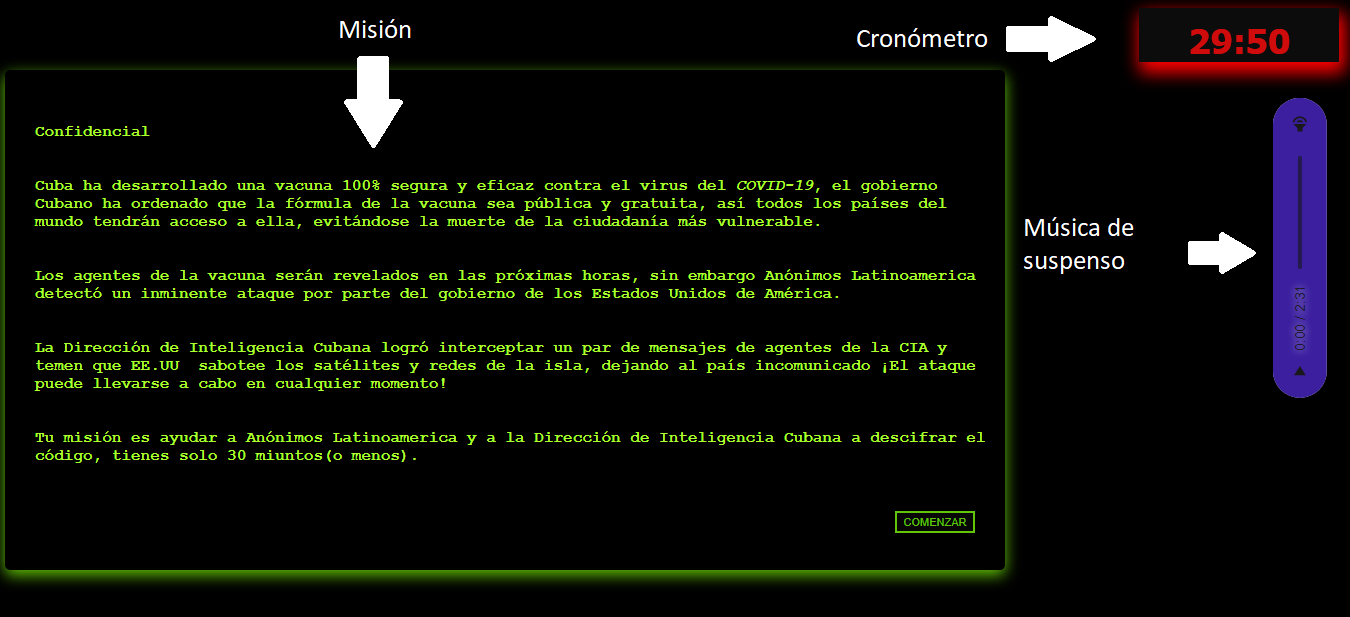 Misión
Cronómetro
29:50
Confidencial
Cuba ha desarrollado una vacuna 100% segura y eficaz contra el virus del COVID-19, el gobierno
Cubano ha ordenado que la fórmula de la vacuna sea pública y gratuita, así todos los países del
mundo tendrán acceso a ella, evitándose la muerte de la ciudadanía más vulnerable.
Los agentes de la vacuna serán revelados en las próximas horas, sin embargo Anónimos Latinoamerica
detectó un inminente ataque por parte del gobierno de los Estados Unidos de América.
La Dirección de Inteligencia Cubana logró interceptar un par de mensajes de agentes de la CIA y
temen que EE.UU  sabotee los satélites y redes de la isla, dejando al país incomunicado ¡El ataque
puede llevarse a cabo en cualquier momento!
Tu misión es ayudar a Anónimos Latinoamerica y a la Dirección de Inteligencia Cubana a descifrar el
código, tienes solo 30 miuntos(o menos).
COMENZAR
Música de
suspenso
0:00 / 2:31